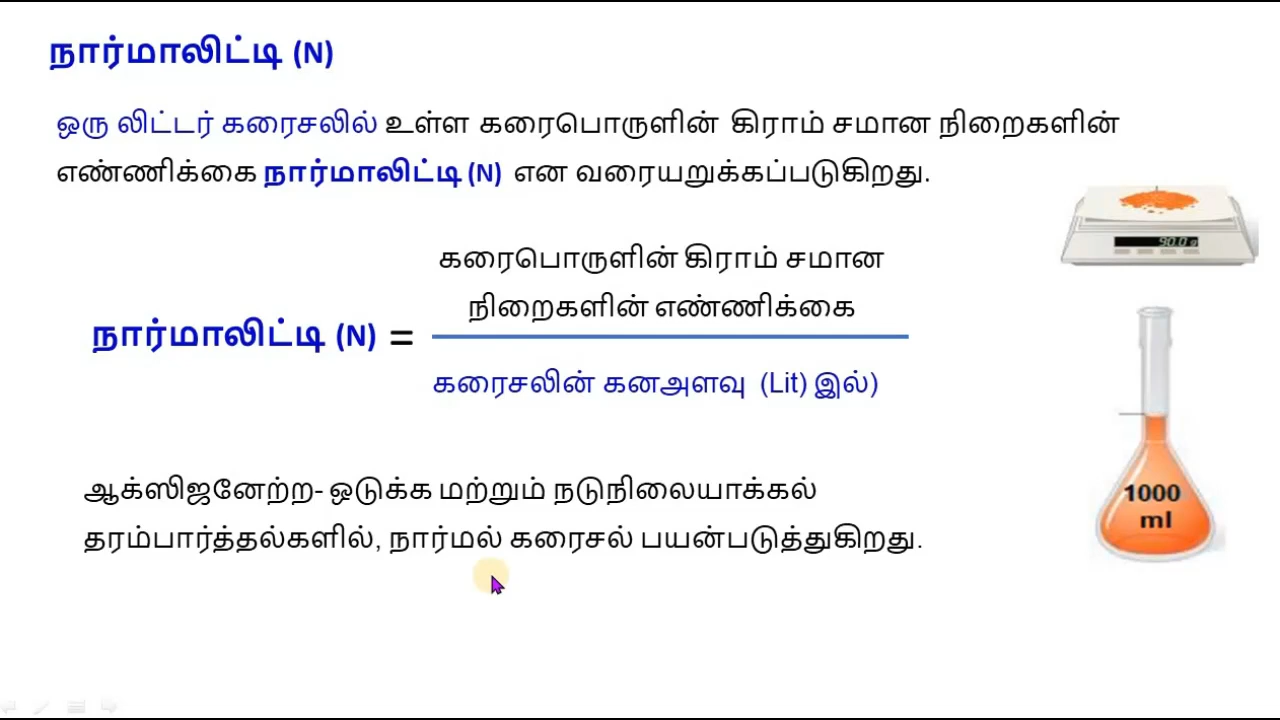 நார்மாலிட்டி (N)
ஒரு லிட்டர் கரைசலில் உள்ள கரைபொருளின் கிராம் சமான நிறைகளின்
எண்ணிக்கை நார்மாலிட்டி (N) என வரையறுக்கப்படுகிறது.
கரைபொருளின் கிராம் சமான
நிறைகளின் எண்ணிக்கை
நார்மாலிட்டி (N) =
கரைசலின் கனஅளவு (Lit) இல்)
90.0 g
1000
ml
ஆக்ஸிஜனேற்ற- ஒடுக்க மற்றும் நடுநிலையாக்கல்
தரம்பார்த்தல்களில், நார்மல் கரைசல் பயன்படுத்துகிறது.